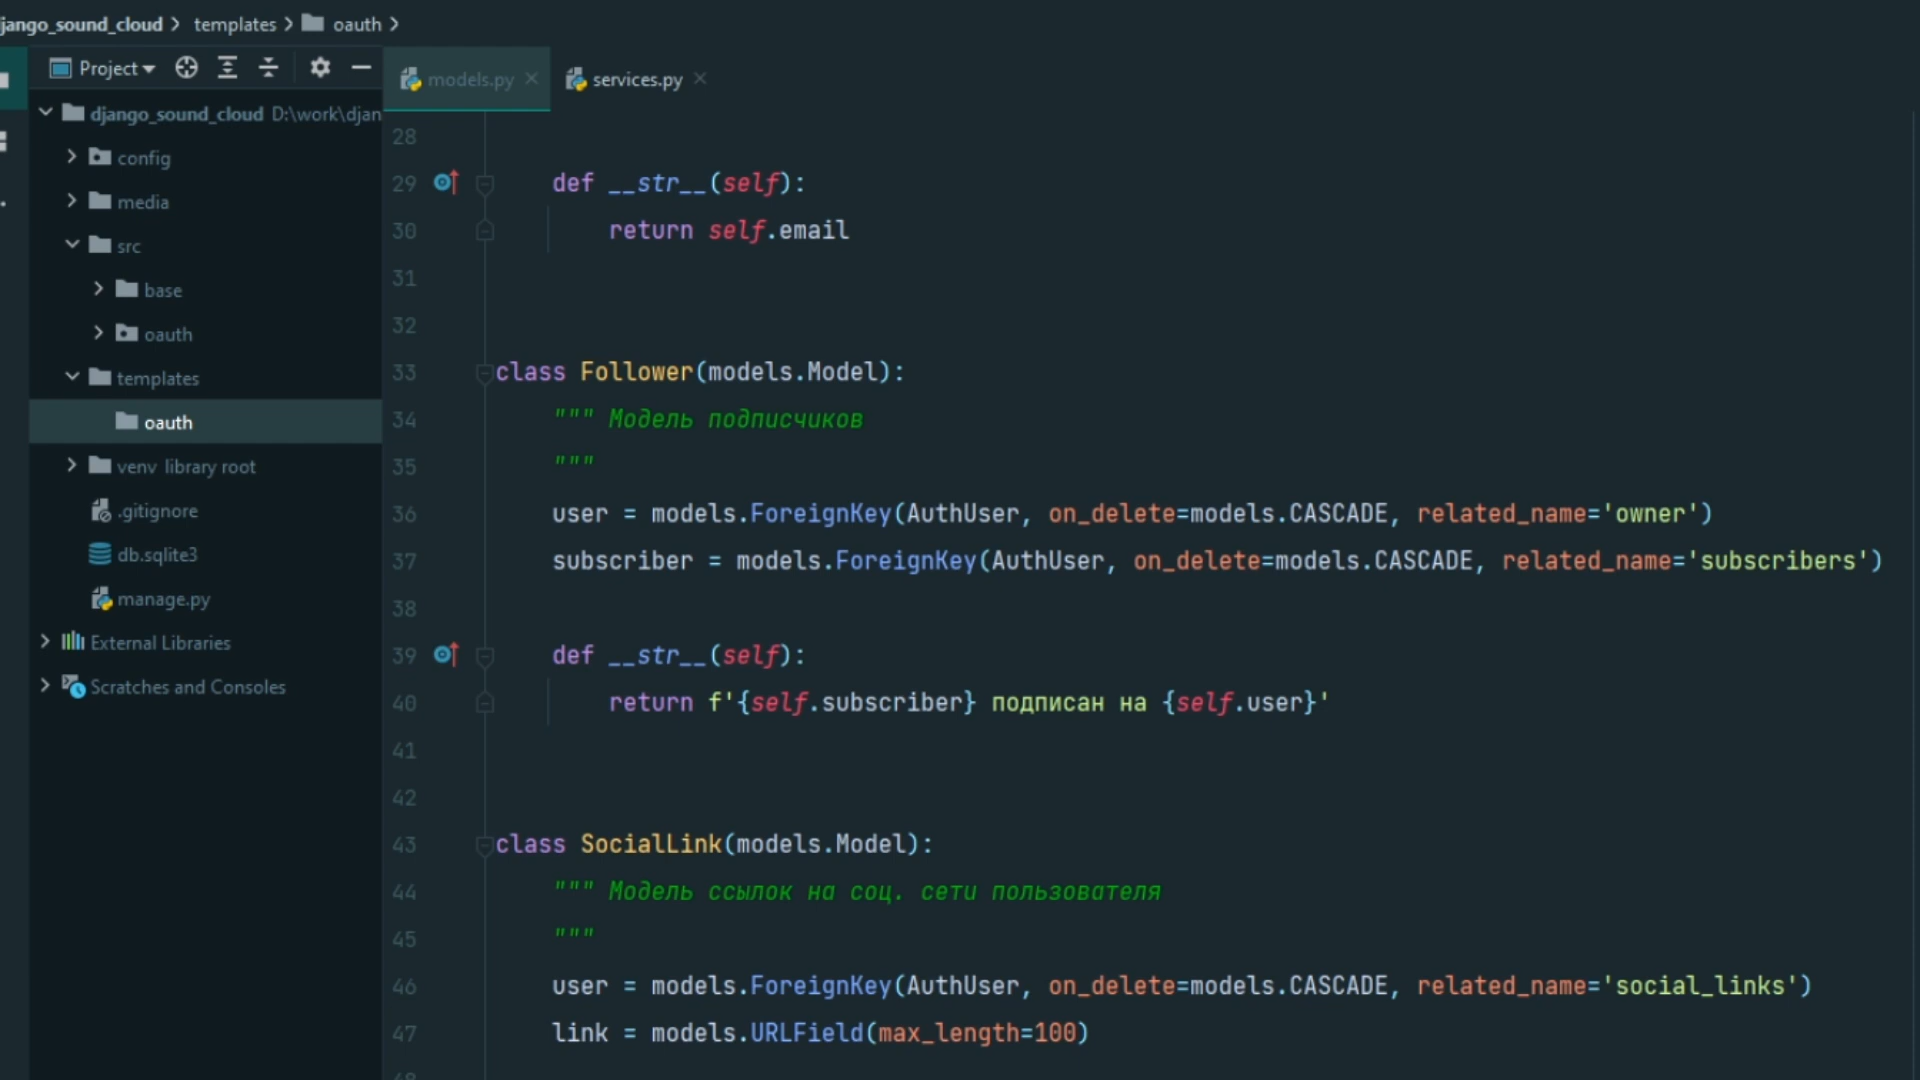 jango_sound_cloud > templates > oauth >
Project
models.py
services.py
django_sound_cloud D:\work\djan
config
media
src
base
oauth
templates
oauth
venv library root
.gitignore
db.sqlite3
manage.py
External Libraries
Scratches and Consoles
28
29 def __str__(self):
30 return self.email
31
32
33 class Follower(models.Model):
34 """ Модель подписчиков
35 """
36 user = models.ForeignKey(AuthUser, on_delete=models.CASCADE, related_name='owner')
37 subscriber = models.ForeignKey(AuthUser, on_delete=models.CASCADE, related_name='subscribers')
38
39 def __str__(self):
40 return f'{self.subscriber} подписан на {self.user}'
41
42
43 class SocialLink(models.Model):
44 """ Модель ссылок на соц. сети пользователя
45 """
46 user = models.ForeignKey(AuthUser, on_delete=models.CASCADE, related_name='social_links')
47 link = models.URLField(max_length=100)